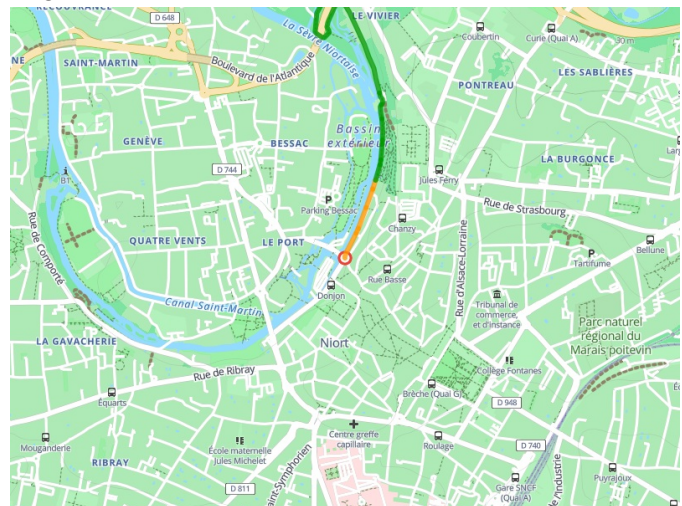 RECOUVRANCE
D 648
LE VIVIER
La Sèvre Niortaise
Coubertin
Curie (Quai A)
30 m
SAINT-MARTIN
Boulevard de l'Atlantique
LES SABLIÈRES
PONTREAU
Bassin
extérieur
GENÈVE
BESSAC
LA BURGONCE
D 744
BT
Jules Ferry
Parking Bessac
Rue de Strasbourg
Rue de Comporté
Chanzy
QUATRE VENTS
LE PORT
Rue d'Alsace-Lorraine
Bellune
Tartifume
Rue Basse
Canal Saint-Martin
Donjon
Tribunal de
commerce
et d'instance
Parc naturel
régional du
Marais poitevin
LA GAVACHERIE
Niort
Rue de Ribray
Collège Fontanes
Équarts
Brèche (Quai G)
D 948
Centre greffe
capillaire
Mouganderie
École maternelle
Jules Michelet
Roulage
D 740
RIBRAY
Saint-Symphorien
D 811
Gare SNCF
(Quai A)
Puyrajoux